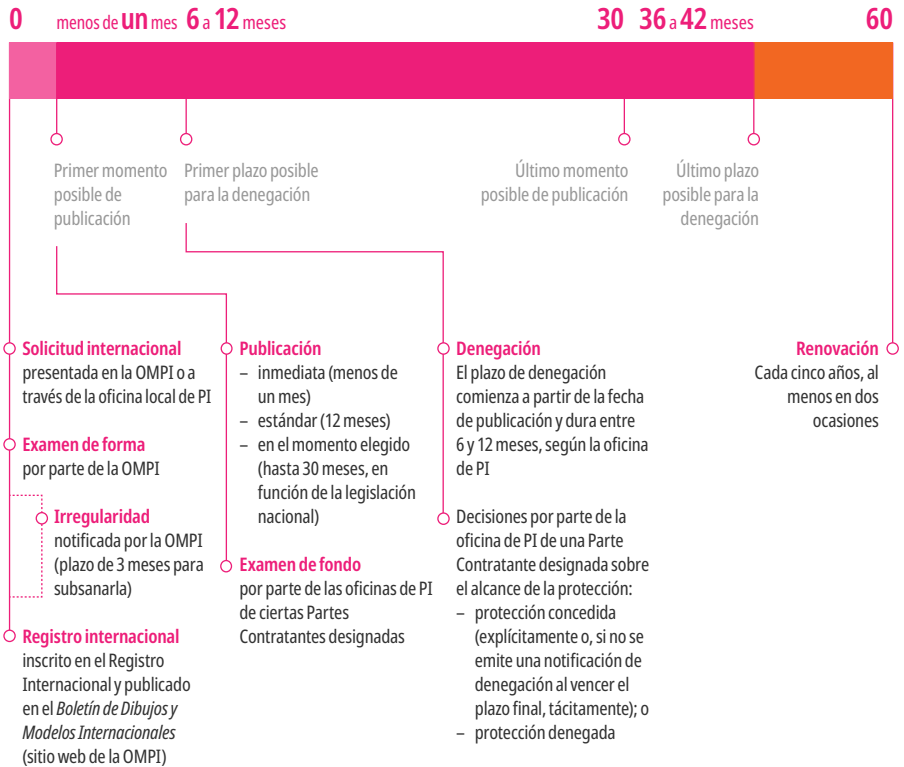 0
menos de un mes
6 a 12 meses
30
36 a 42 meses
60
Primer momento
posible de
publicación
Primer plazo posible
para la denegación
Último momento
posible de publicación
Último plazo
posible para la
denegación
Solicitud internacional
presentada en la OMPI o a
través de la oficina local de PI
Examen de forma
por parte de la OMPI
Irregularidad
notificada por la OMPI
(plazo de 3 meses para
subsanarla)
Registro internacional
inscrito en el Registro
Internacional y publicado
en el Boletín de Dibujos y
Modelos Internacionales
(sitio web de la OMPI)
Publicación
– inmediata (menos de
un mes)
– estándar (12 meses)
– en el momento elegido
(hasta 30 meses, en
función de la legislación
nacional)
Examen de fondo
por parte de las oficinas de PI
de ciertas Partes
Contratantes designadas
Denegación
El plazo de denegación
comienza a partir de la fecha
de publicación y dura entre
6 y 12 meses, según la oficina
de PI
Decisiones por parte de la
oficina de PI de una Parte
Contratante designada sobre
el alcance de la protección:
– protección concedida
(explícitamente o, si no se
emite una notificación de
denegación al vencer el
plazo final, tácitamente); o
– protección denegada
Renovación
Cada cinco años, al
menos en dos
ocasiones